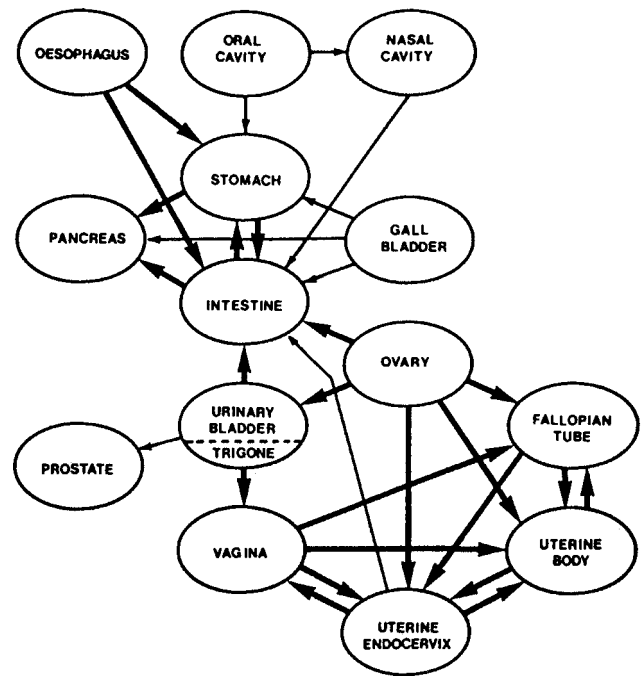 OESOPHAGUS
ORAL
CAVITY
NASAL
CAVITY
STOMACH
PANCREAS
GALL
BLADDER
INTESTINE
OVARY
URINARY
BLADDER
TRIGONE
FALLOPIAN
TUBE
PROSTATE
VAGINA
UTERINE
BODY
UTERINE
ENDOCERVIX